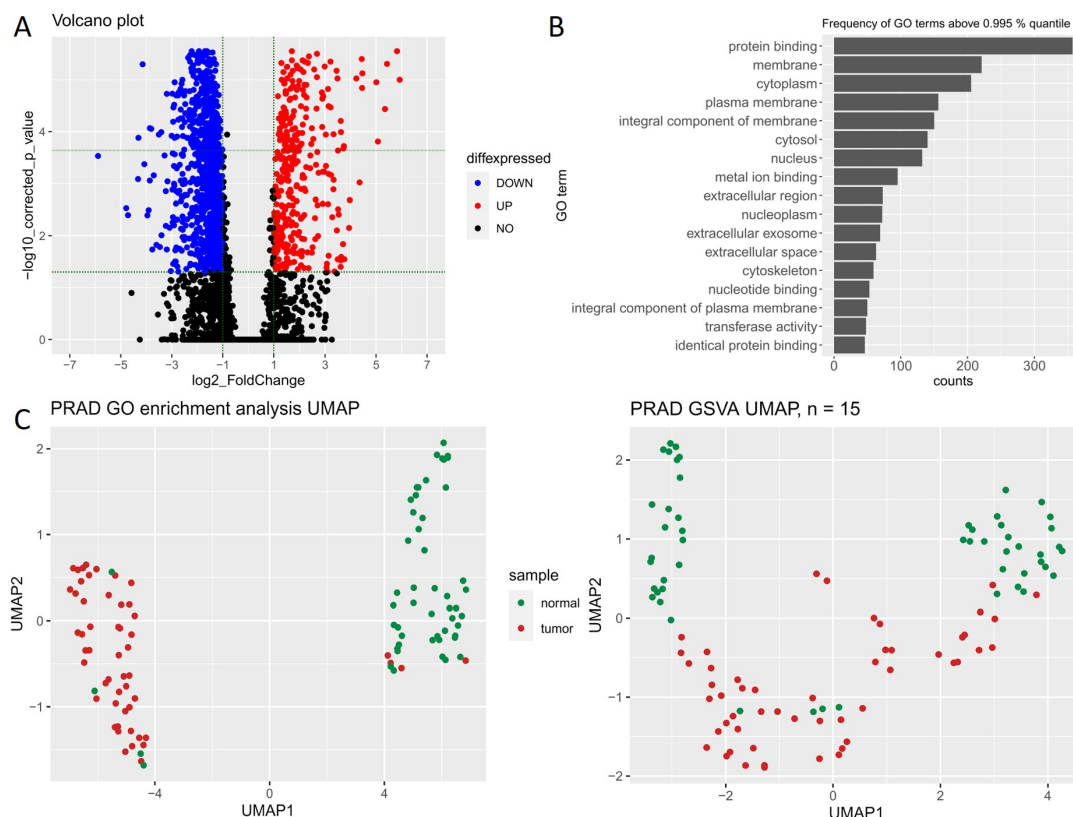 A
Volcano plot
−log10_corrected_p_value
4
2
0
−7
−5
−3
−1
1
3
5
7
log2_FoldChange
diffexpressed
DOWN
UP
NO
B
Frequency of GO terms above 0.995 % quantile
GO term
protein binding
membrane
cytoplasm
plasma membrane
integral component of membrane
cytosol
nucleus
metal ion binding
extracellular region
nucleoplasm
extracellular exosome
extracellular space
cytoskeleton
nucleotide binding
integral component of plasma membrane
transferase activity
identical protein binding
0
100
200
300
counts
C
PRAD GO enrichment analysis UMAP
UMAP2
2
1
0
−1
−4
0
4
UMAP1
sample
normal
tumor
PRAD GSVA UMAP, n = 15
UMAP2
2
1
0
−1
−2
−2
0
2
4
UMAP1